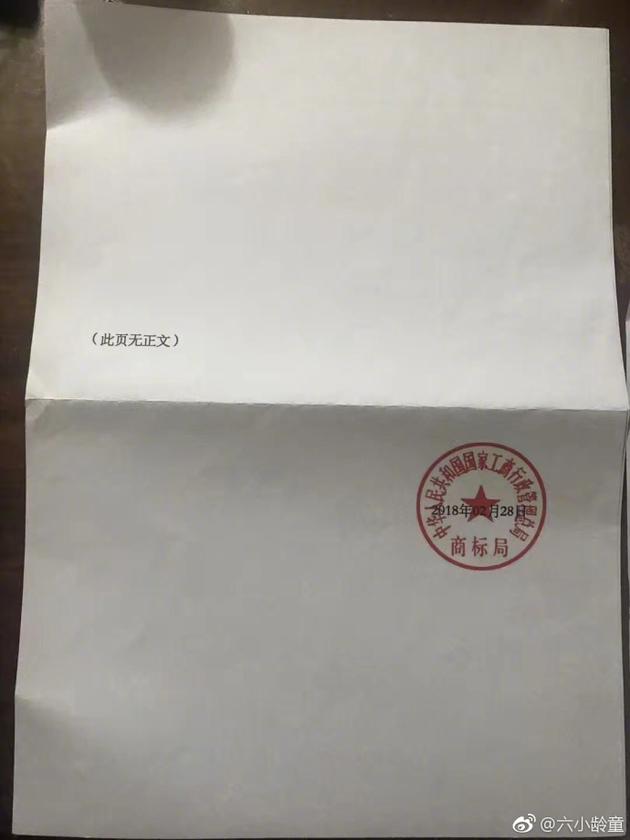 （此页无正文）
中华人民共和国国家工商行政管理总局
2018年02月28日
商标局
@六小龄童